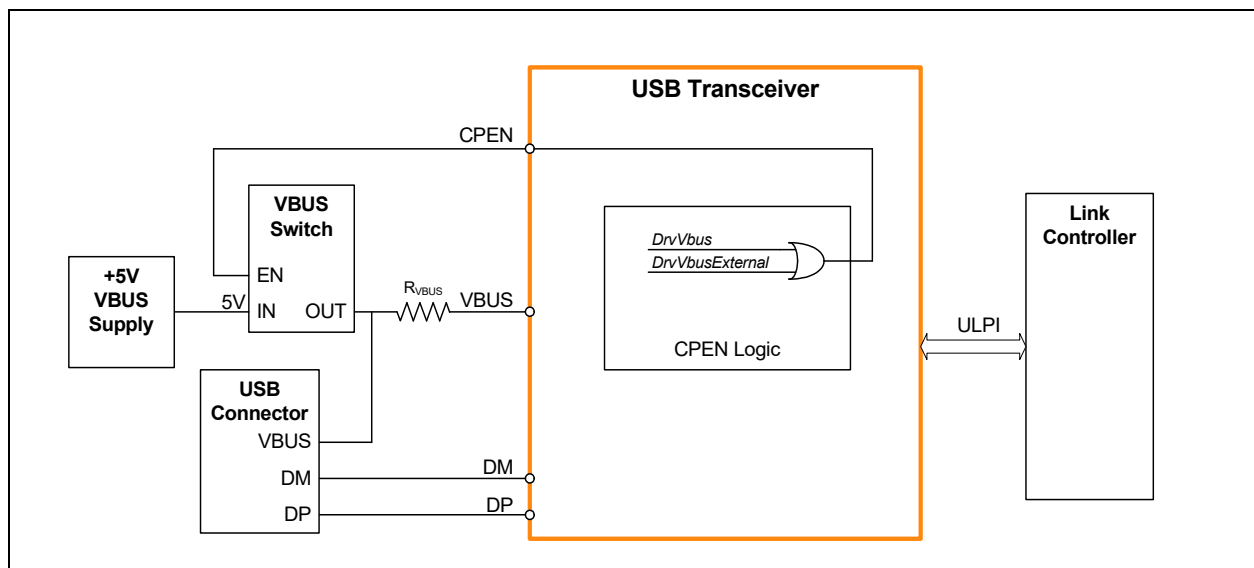 USB Transceiver
CPEN
VBUS
Switch
EN
IN
OUT
+5V
VBUS
Supply
5V
RVBUS
VBUS
DrvVbus
DrvVbusExternal
CPEN Logic
Link
Controller
ULPI
USB
Connector
VBUS
DM
DP
DM
DP